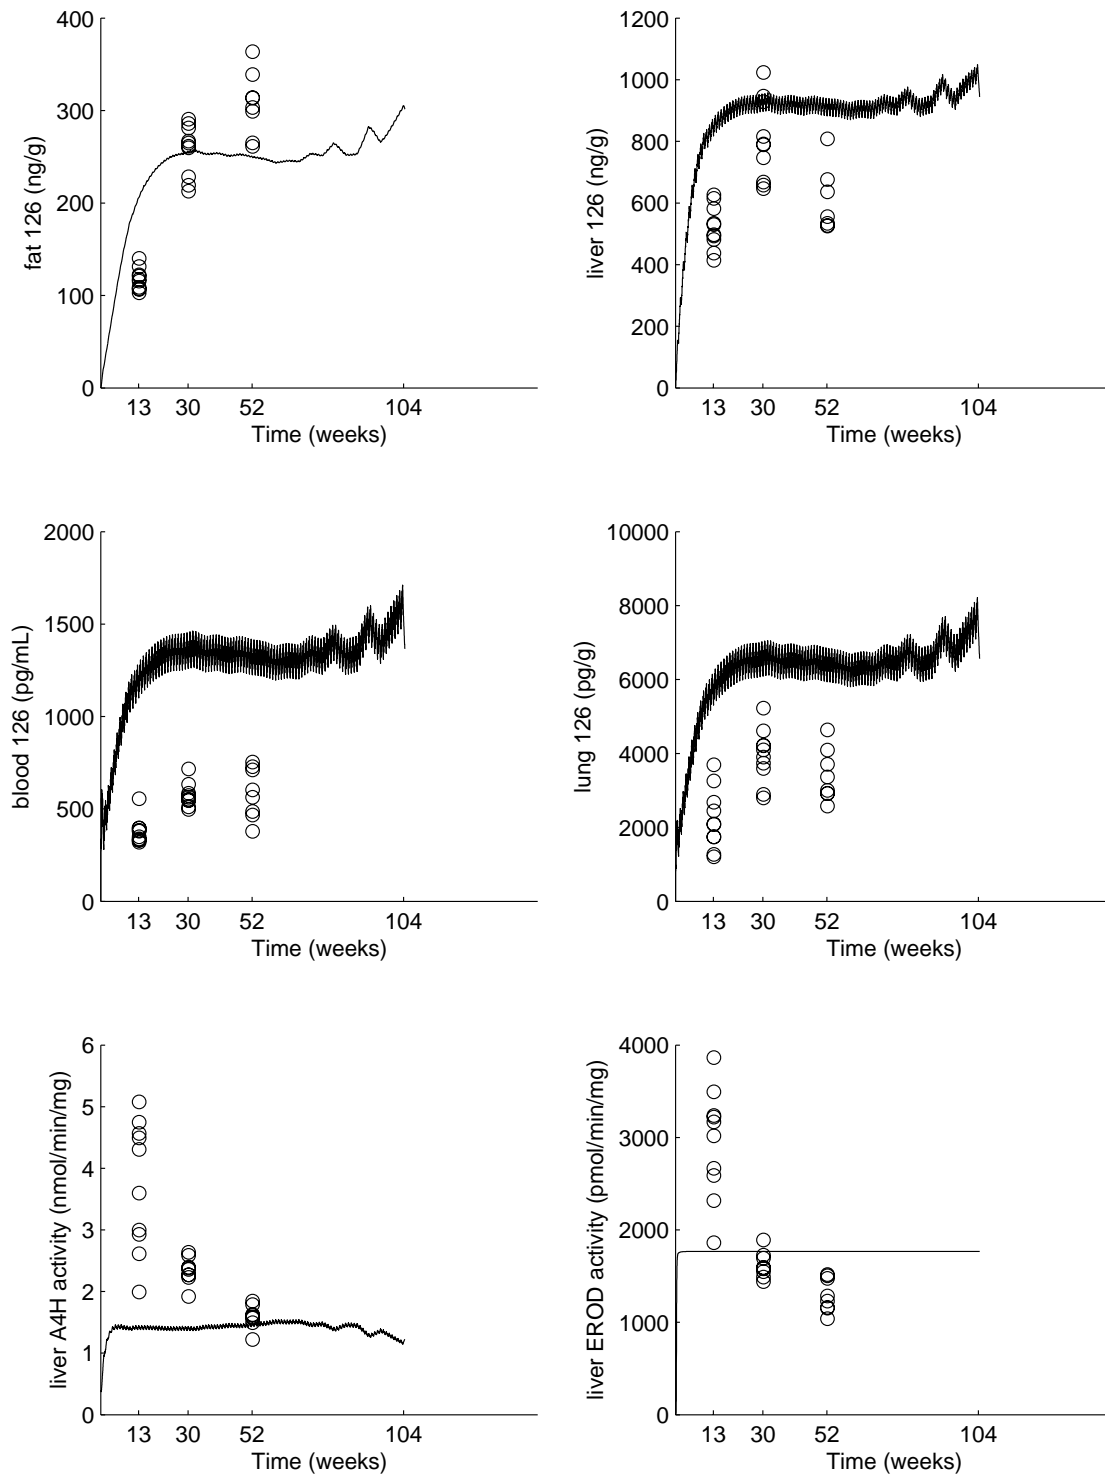 400
300
200
100
0
fat 126 (ng/g)
13 30 52 104
Time (weeks)
1200
1000
800
600
400
200
0
liver 126 (ng/g)
13 30 52 104
Time (weeks)
2000
1500
1000
500
0
blood 126 (pg/mL)
13 30 52 104
Time (weeks)
10000
8000
6000
4000
2000
0
lung 126 (pg/g)
13 30 52 104
Time (weeks)
6
5
4
3
2
1
0
liver A4H activity (nmol/min/mg)
13 30 52 104
Time (weeks)
4000
3000
2000
1000
0
liver EROD activity (pmol/min/mg)
13 30 52 104
Time (weeks)